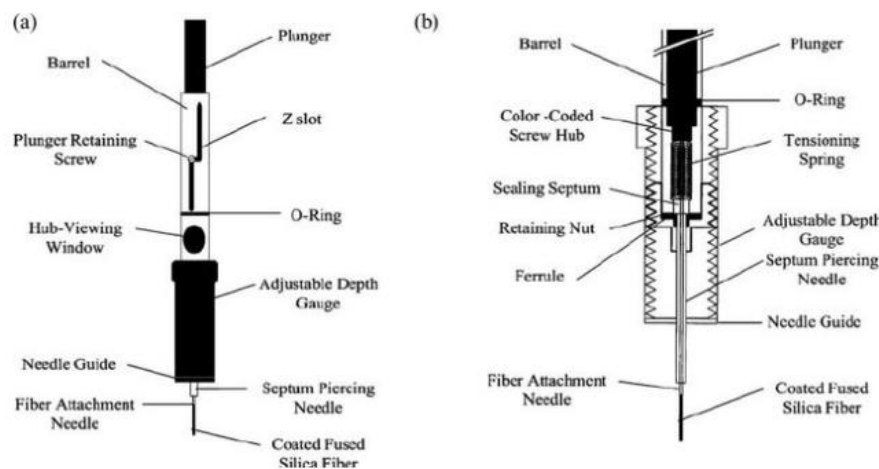 (a)
Plunger
Barrel
Z slot
Plunger Retaining
Screw
O-Ring
Hub-Viewing
Window
Adjustable Depth
Gauge
Needle Guide
Septum Piercing
Needle
Fiber Attachment
Needle
Coated Fused
Silica Fiber
(b)
Barrel
Plunger
O-Ring
Color -Coded
Screw Hub
Tensioning
Spring
Sealing Septum
Retaining Nut
Adjustable Depth
Gauge
Ferrule
Septum Piercing
Needle
Needle Guide
Fiber Attachment
Needle
Coated Fused
Silica Fiber